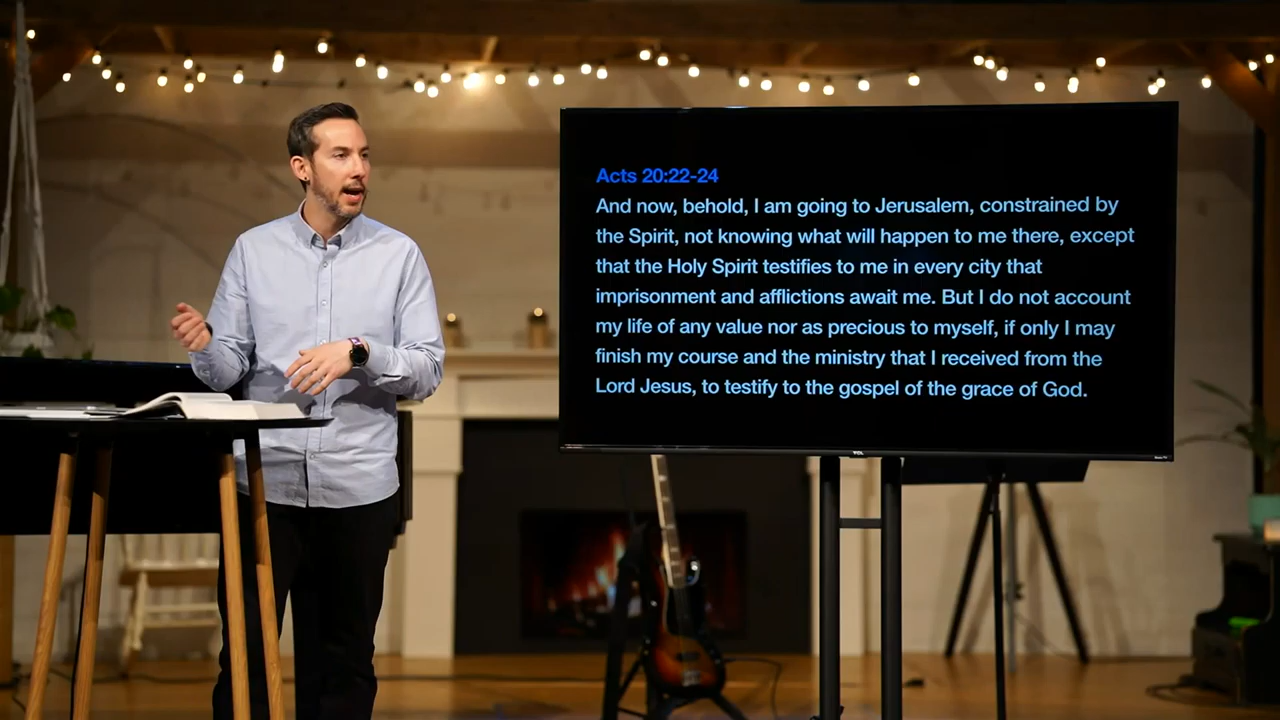 Acts 20:22-24
And now, behold, I am going to Jerusalem, constrained by
the Spirit, not knowing what will happen to me there, except
that the Holy Spirit testifies to me in every city that
imprisonment and afflictions await me. But I do not account
my life of any value nor as precious to myself, if only I may
finish my course and the ministry that I received from the
Lord Jesus, to testify to the gospel of the grace of God.
TCL